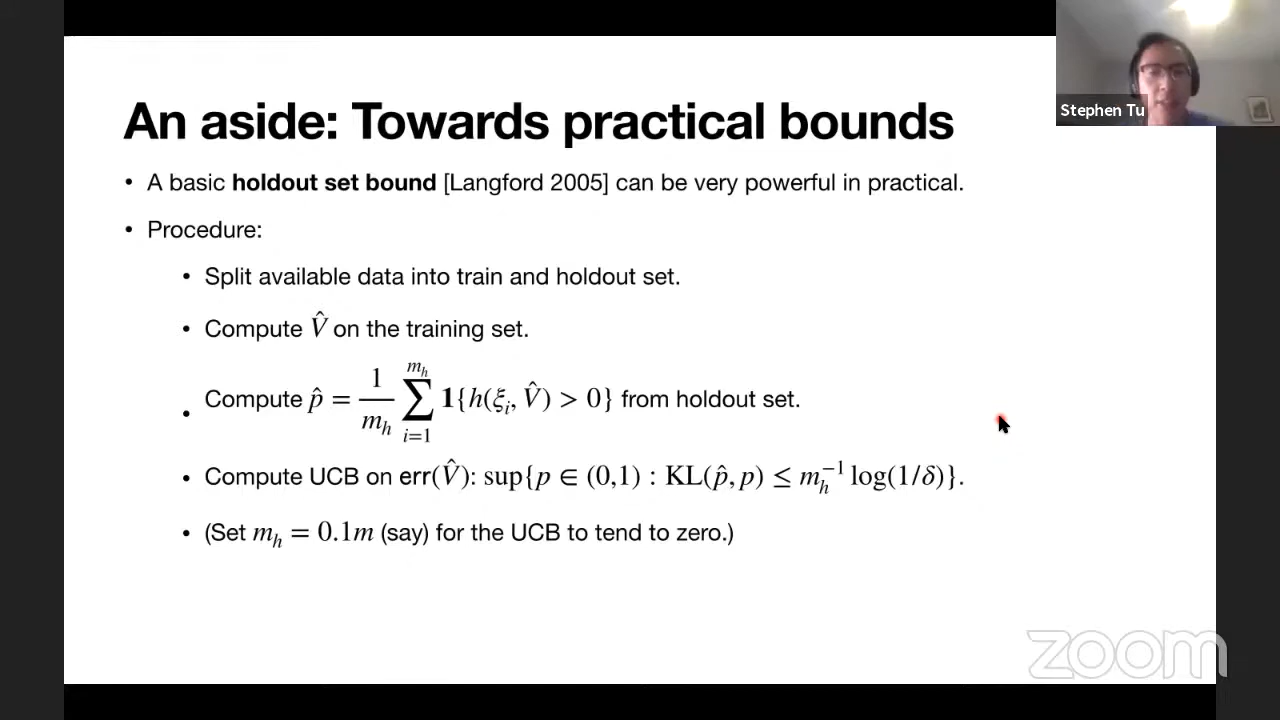 Stephen Tu
An aside: Towards practical bounds
• A basic holdout set bound [Langford 2005] can be very powerful in practical.
• Procedure:
• Split available data into train and holdout set.
• Compute V̂ on the training set.
• Compute p̂ = 1/m_h ∑_{i=1}^{m_h} 1{h(ξ_i, V̂) > 0} from holdout set.
• Compute UCB on err(V̂): sup{p ∈ (0,1) : KL(p̂, p) ≤ m_h^{-1} log(1/δ)}.
• (Set m_h = 0.1m (say) for the UCB to tend to zero.)
zoom